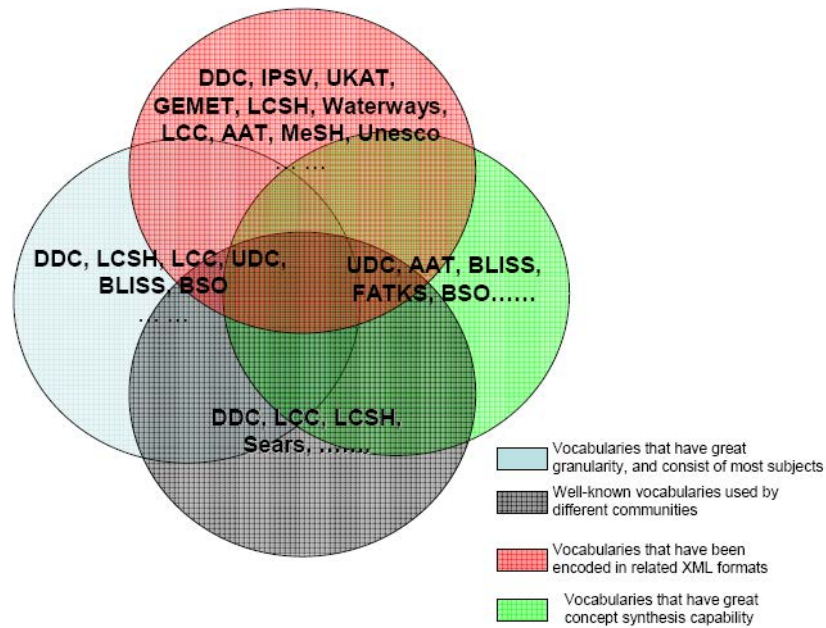 DDC, IPSV, UKAT,
GEMET, LCSH, Waterways,
LCC, AAT, MeSH, Unesco
... ...
DDC, LCSH, LCC, UDC,
BLISS, BSO
... ...
UDC, AAT, BLISS,
FATKS, BSO......
DDC, LCC, LCSH,
Sears, .......
Vocabularies that have great
granularity, and consist of most subjects
Well-known vocabularies used by
different communities
Vocabularies that have been
encoded in related XML formats
Vocabularies that have great
concept synthesis capability